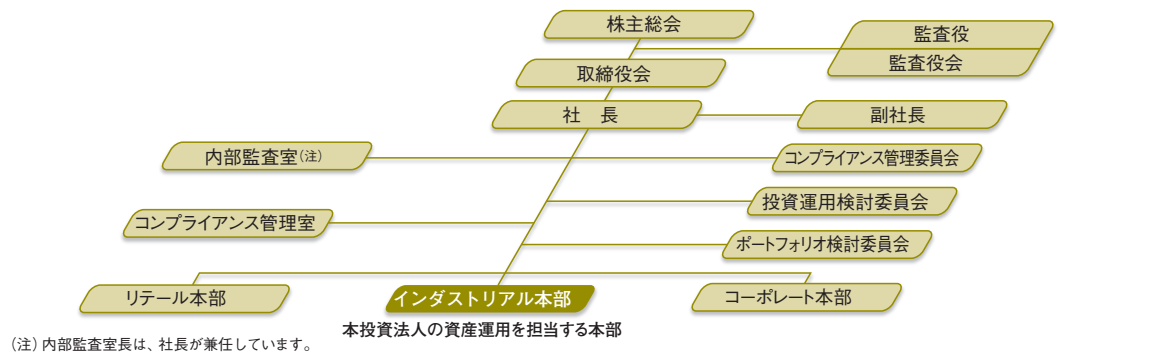 株主総会
監査役
監査役会
取締役会
社　長
副社長
内部監査室(注)
コンプライアンス管理委員会
投資運用検討委員会
コンプライアンス管理室
ポートフォリオ検討委員会
リテール本部
インダストリアル本部
コーポレート本部
本投資法人の資産運用を担当する本部
(注)内部監査室長は、社長が兼任しています。